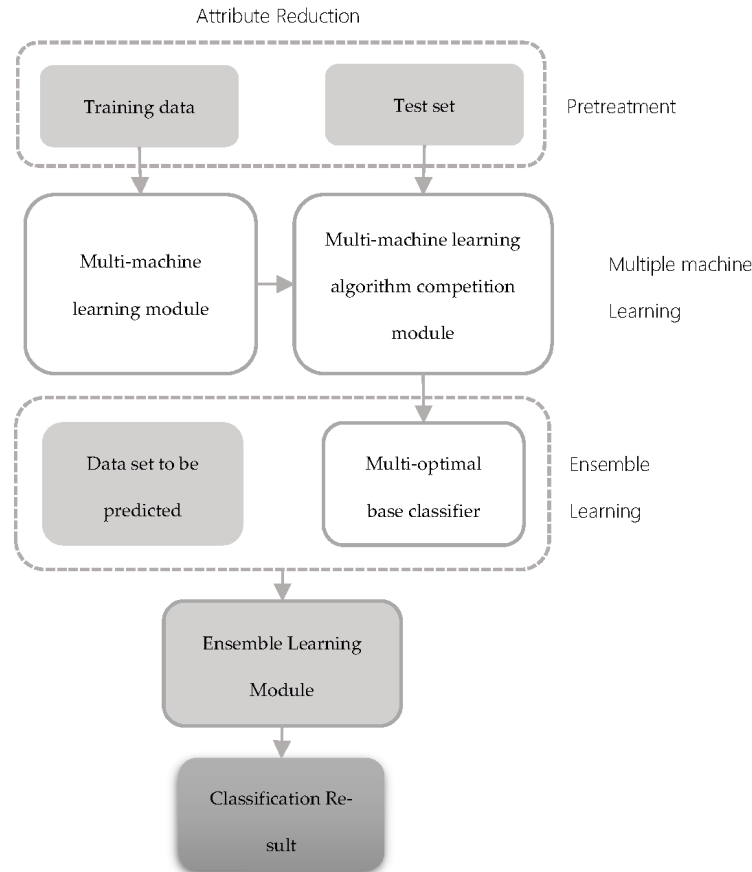 Attribute Reduction
Training data
Test set
Pretreatment
Multi-machine
learning module
Multi-machine learning
algorithm competition
module
Multiple machine
Learning
Data set to be
predicted
Multi-optimal
base classifier
Ensemble
Learning
Ensemble Learning
Module
Classification Re-
sult